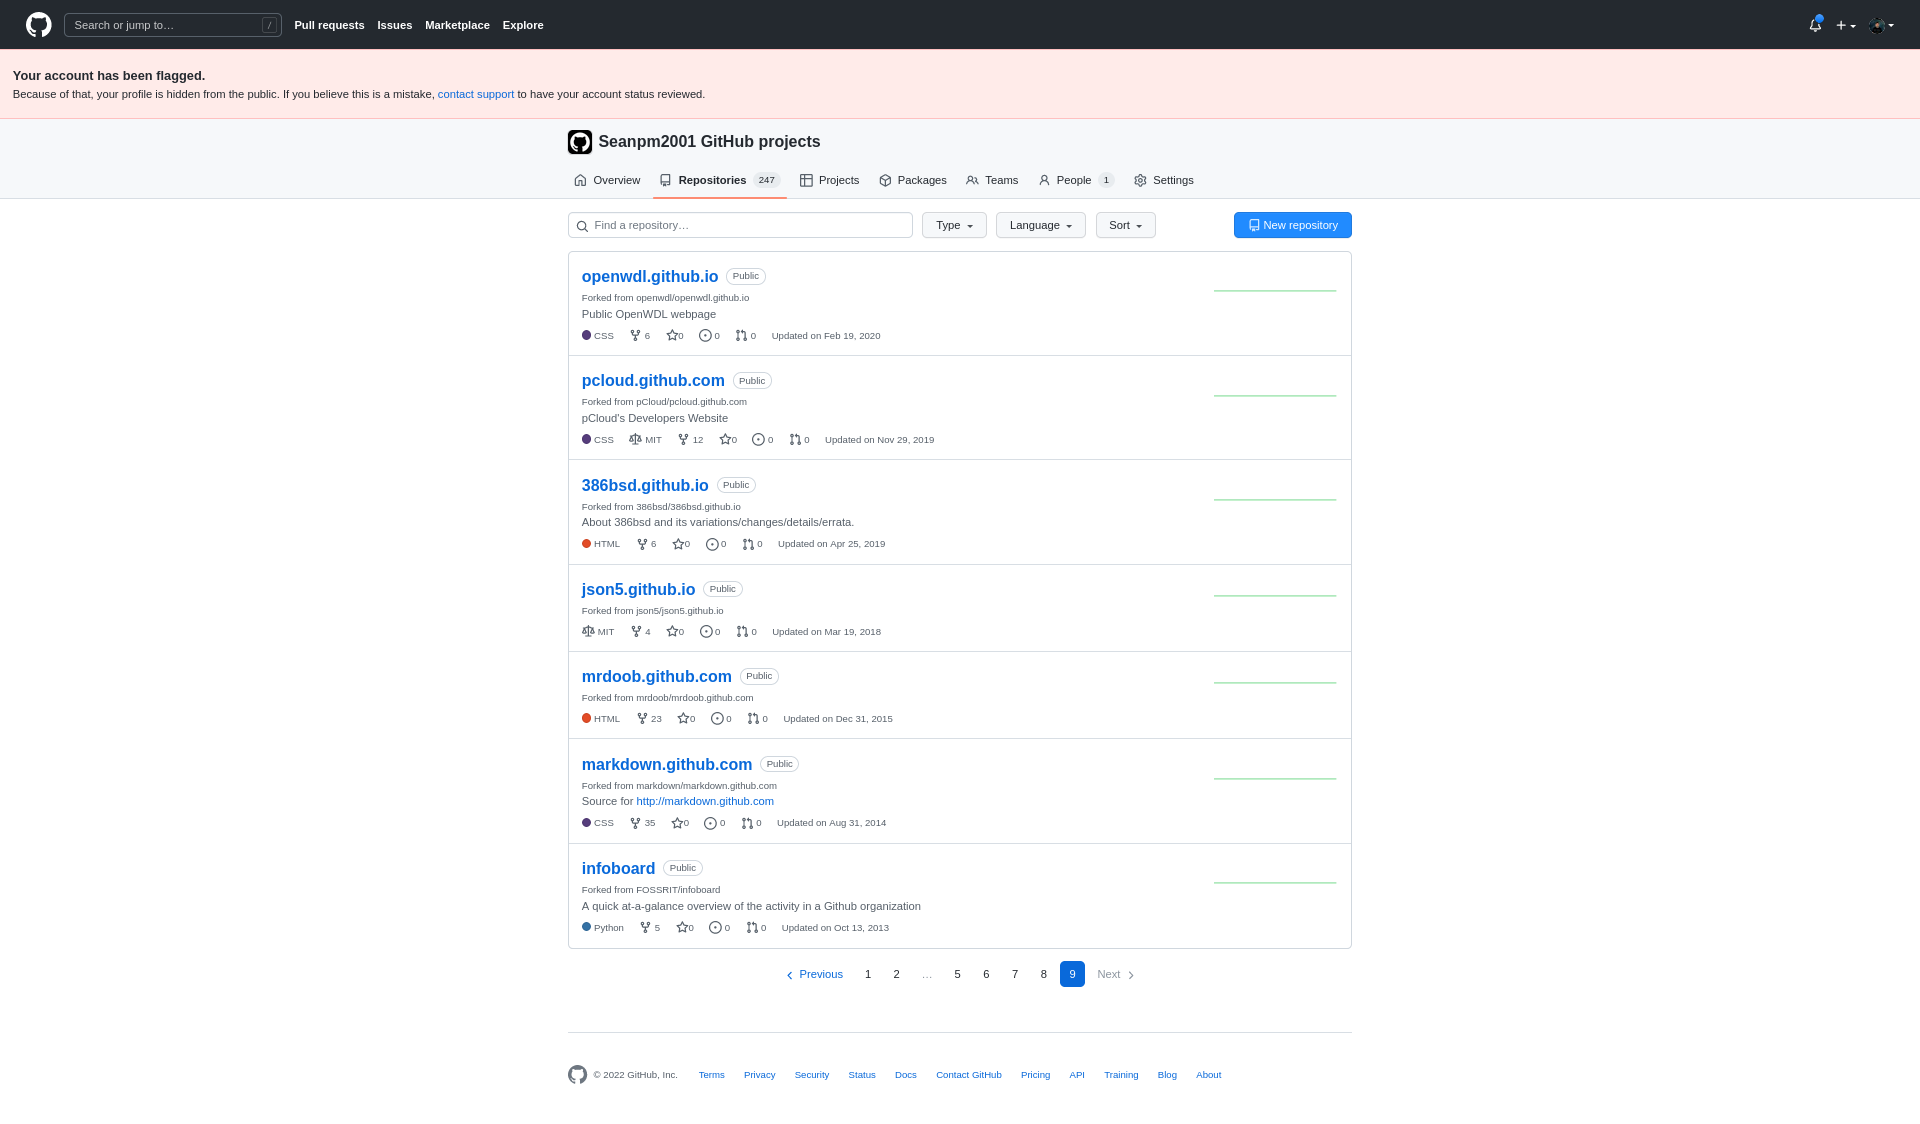 Search or jump to… / Pull requests Issues Marketplace Explore
Your account has been flagged.
Because of that, your profile is hidden from the public. If you believe this is a mistake, contact support to have your account status reviewed.
Seanpm2001 GitHub projects
Overview Repositories 247 Projects Packages Teams People 1 Settings
Find a repository… Type Language Sort New repository
openwdl.github.io Public
Forked from openwdl/openwdl.github.io
Public OpenWDL webpage
CSS 6 0 0 0 Updated on Feb 19, 2020
pcloud.github.com Public
Forked from pCloud/pcloud.github.com
pCloud's Developers Website
CSS MIT 12 0 0 0 Updated on Nov 29, 2019
386bsd.github.io Public
Forked from 386bsd/386bsd.github.io
About 386bsd and its variations/changes/details/errata.
HTML 6 0 0 0 Updated on Apr 25, 2019
json5.github.io Public
Forked from json5/json5.github.io
MIT 4 0 0 0 Updated on Mar 19, 2018
mrdoob.github.com Public
Forked from mrdoob/mrdoob.github.com
HTML 23 0 0 0 Updated on Dec 31, 2015
markdown.github.com Public
Forked from markdown/markdown.github.com
Source for http://markdown.github.com
CSS 35 0 0 0 Updated on Aug 31, 2014
infoboard Public
Forked from FOSSRIT/infoboard
A quick at-a-galance overview of the activity in a Github organization
Python 5 0 0 0 Updated on Oct 13, 2013
Previous 1 2 … 5 6 7 8 9 Next
© 2022 GitHub, Inc. Terms Privacy Security Status Docs Contact GitHub Pricing API Training Blog About